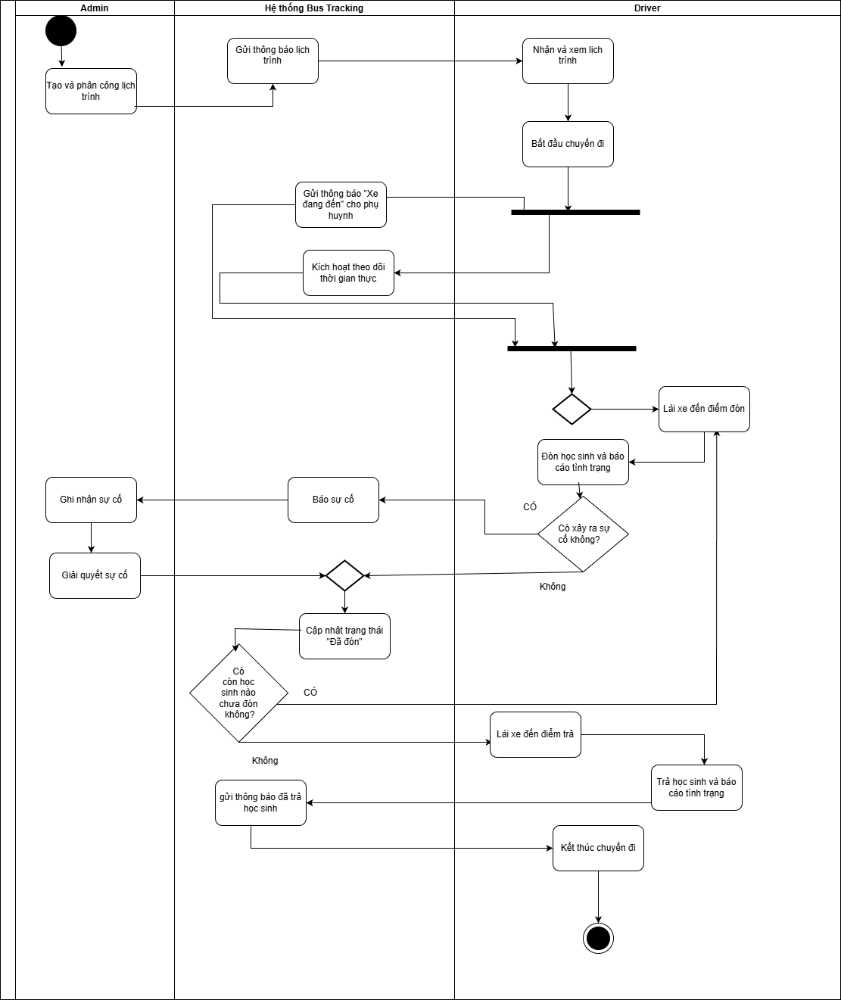 Admin
Hệ thống Bus Tracking
Driver
Gửi thông báo lịch
trình
Nhận và xem lịch
trình
Tạo và phân công lịch
trình
Bắt đầu chuyến đi
Gửi thông báo "Xe
đang đến" cho phụ
huynh
Kích hoạt theo dõi
thời gian thực
Lái xe đến điểm đón
Đón học sinh và báo
cáo tình trạng
Ghi nhận sự cố
Báo sự cố
CÓ
Có xảy ra sự
cố không?
Giải quyết sự cố
Không
Cập nhật trạng thái
"Đã đón"
Có
còn học
sinh nào
chưa đón
không?
CÓ
Lái xe đến điểm trả
Không
Trả học sinh và báo
cáo tình trạng
gửi thông báo đã trả
học sinh
Kết thúc chuyến đi